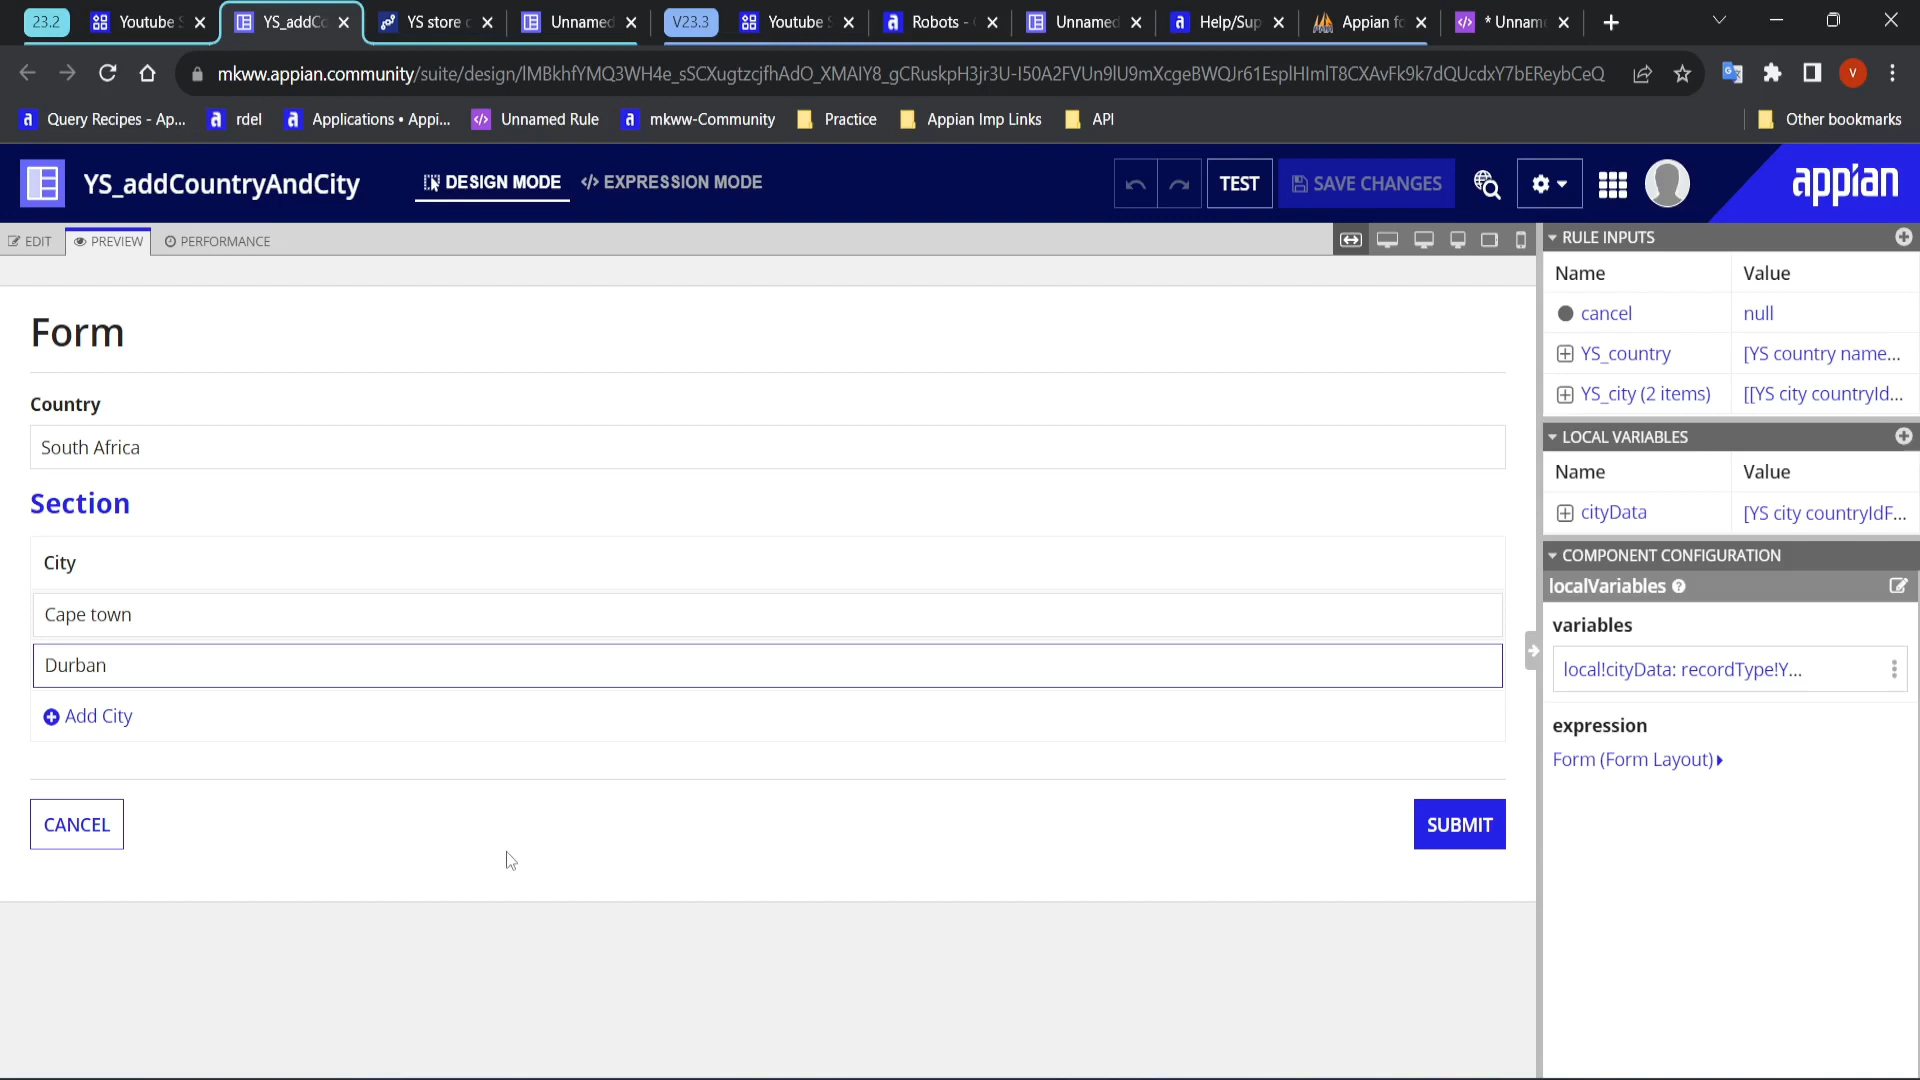 23.2
Youtube S
YS_addCo
YS store c
Unnamed
V23.3
Youtube S
Robots -
Unnamed
Help/Sup
Appian fo
* Unnam
mkww.appian.community/suite/design/
Query Recipes - Ap...
rdel
Applications • Appi...
Unnamed Rule
mkww-Community
Practice
Appian Imp Links
API
Other bookmarks
YS_addCountryAndCity
DESIGN MODE
</> EXPRESSION MODE
TEST
SAVE CHANGES
appian
EDIT
PREVIEW
PERFORMANCE
RULE INPUTS
Name Value
cancel null
YS_country [YS country name...
YS_city (2 items) [[YS city countryId...
LOCAL VARIABLES
Name Value
cityData [YS city countryIdF...
COMPONENT CONFIGURATION
localVariables
variables
local!cityData: recordType!Y...
expression
Form (Form Layout)
Form
Country
South Africa
Section
City
Cape town
Durban
Add City
CANCEL
SUBMIT